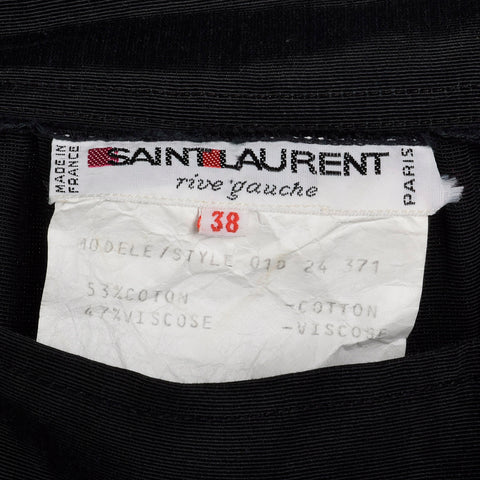 MADE IN
FRANCE
SAINT LAURENT
rive gauche
PARIS
38
MODELE/STYLE 010 24 371
53%COTON -COTTON
47%VISCOSE -VISCOSE